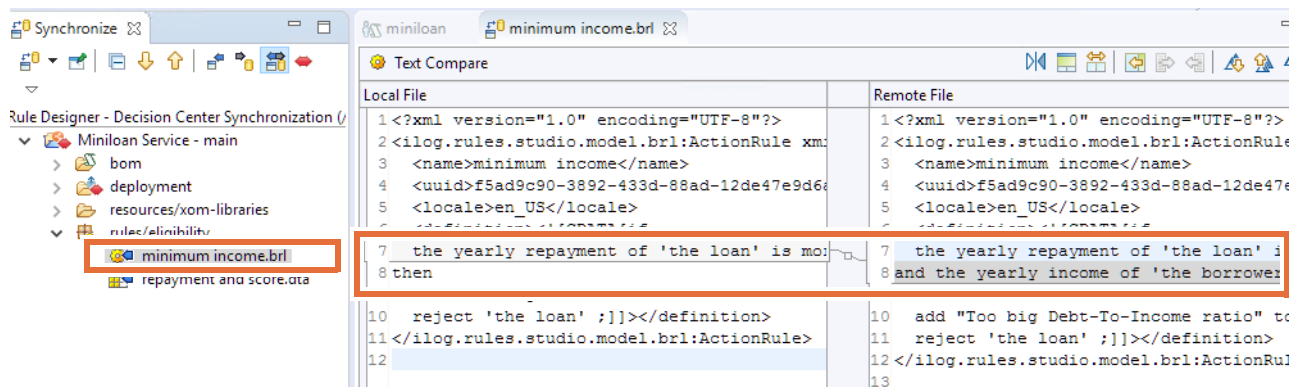 Synchronize
miniloan
minimum income.brl
Text Compare
Rule Designer - Decision Center Synchronization (/
Miniloan Service - main
bom
deployment
resources/xom-libraries
rules/eligibility
minimum income.brl
repayment and score.dta
Local File
1 <?xml version="1.0" encoding="UTF-8"?>
2 <ilog.rules.studio.model.brl:ActionRule xmi
3 <name>minimum income</name>
4 <uuid>f5ad9c90-3892-433d-88ad-12de47e9d6a
5 <locale>en_US</locale>
7 the yearly repayment of 'the loan' is mor
8 then
10 reject 'the loan' ;]]></definition>
11 </ilog.rules.studio.model.brl:ActionRule>
12
Remote File
1 <?xml version="1.0" encoding="UTF-8"?>
2 <ilog.rules.studio.model.brl:ActionRule
3 <name>minimum income</name>
4 <uuid>f5ad9c90-3892-433d-88ad-12de47e
5 <locale>en_US</locale>
7 the yearly repayment of 'the loan' i
8 and the yearly income of 'the borrower
10 add "Too big Debt-To-Income ratio" to
11 reject 'the loan' ;]]></definition>
12 </ilog.rules.studio.model.brl:ActionRul
13